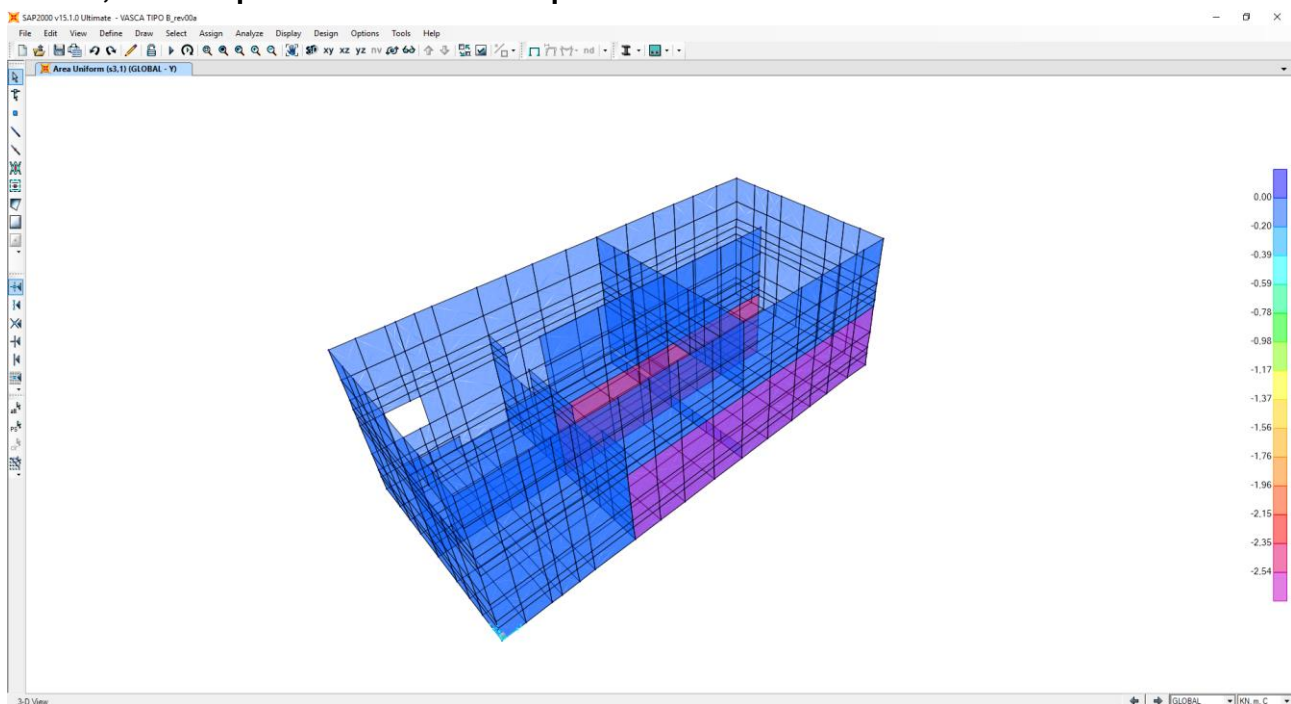 SAP2000 v15.1.0 Ultimate - VASCA TIPO B_rev00a
File Edit View Define Draw Select Assign Analyze Display Design Options Tools Help
xy xz yz nv nd
Area Uniform (s3,1) (GLOBAL - Y)
0.00
-0.20
-0.39
-0.59
-0.78
-0.98
-1.17
-1.37
-1.56
-1.76
-1.96
-2.15
-2.35
-2.54
3-D View
GLOBAL
KN, m, C